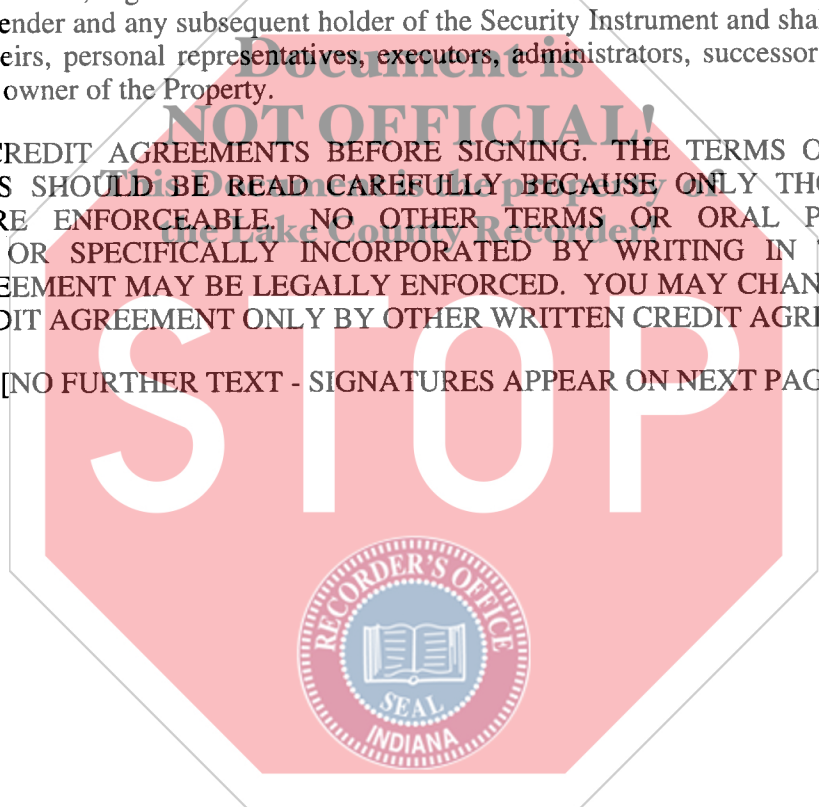 ender and any subsequent holder of the Security Instrument and shal
eirs, personal representatives, executors, administrators, successor
owner of the Property.
Document is
NOT OFFICIAL!
This Document is the property of
the Lake County Recorder!
CREDIT AGREEMENTS BEFORE SIGNING. THE TERMS O
S SHOULD BE READ CAREFULLY BECAUSE ONLY THO
RE ENFORCEABLE. NO OTHER TERMS OR ORAL P
OR SPECIFICALLY INCORPORATED BY WRITING IN
EEMENT MAY BE LEGALLY ENFORCED. YOU MAY CHAN
DIT AGREEMENT ONLY BY OTHER WRITTEN CREDIT AGRE
[NO FURTHER TEXT - SIGNATURES APPEAR ON NEXT PAG
STOP
RECORDER'S OFFICE
SEAL
INDIANA